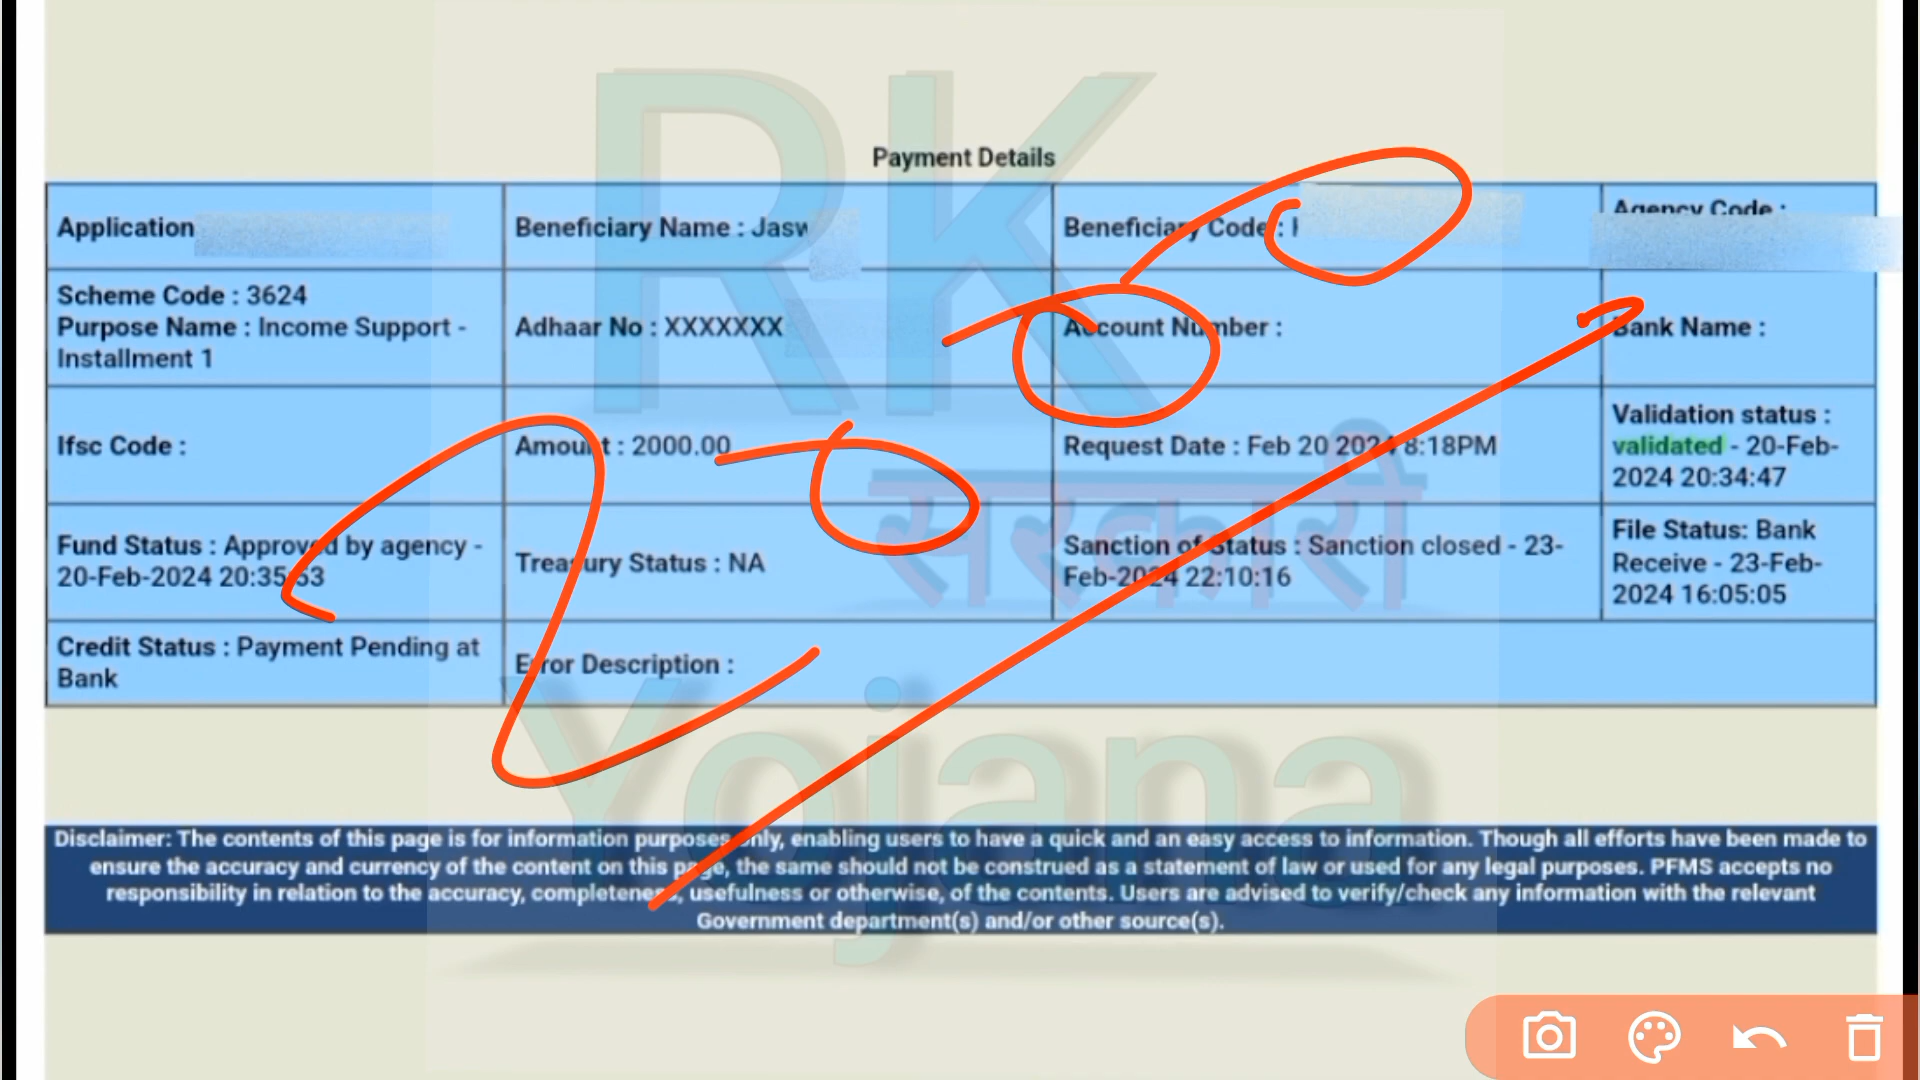 Payment Details
Application
Beneficiary Name : Jasw
Beneficiary Code :
Agency Code :
Scheme Code : 3624
Purpose Name : Income Support -
Installment 1
Adhaar No : XXXXXXX
Account Number :
Bank Name :
Ifsc Code :
Amount : 2000.00
Request Date : Feb 20 2024 8:18PM
Validation status :
validated - 20-Feb-
2024 20:34:47
Fund Status : Approved by agency -
20-Feb-2024 20:35:53
Treasury Status : NA
Sanction of Status : Sanction closed - 23-
Feb-2024 22:10:16
File Status: Bank
Receive - 23-Feb-
2024 16:05:05
Credit Status : Payment Pending at
Bank
Error Description :
Disclaimer: The contents of this page is for information purposes only, enabling users to have a quick and an easy access to information. Though all efforts have been made to
ensure the accuracy and currency of the content on this page, the same should not be construed as a statement of law or used for any legal purposes. PFMS accepts no
responsibility in relation to the accuracy, completeness, usefulness or otherwise, of the contents. Users are advised to verify/check any information with the relevant
Government department(s) and/or other source(s).
RK
सरकारी
Yojana
2000